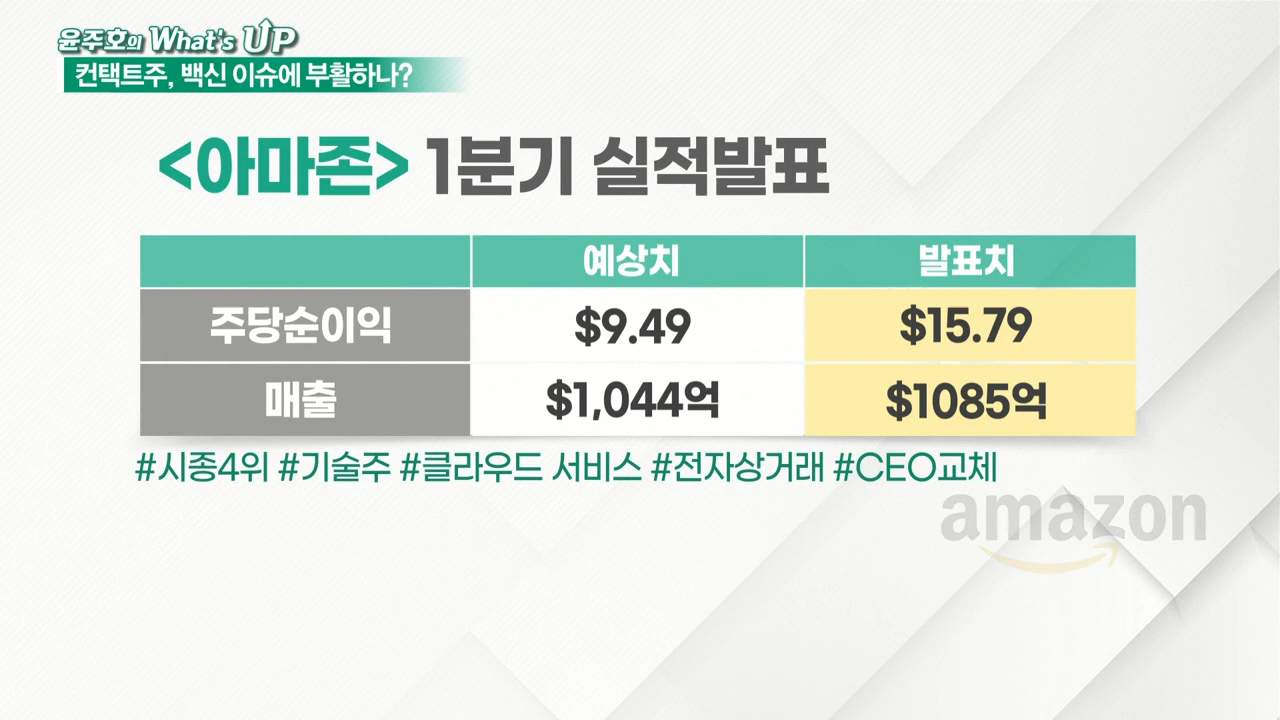 윤주호의 What's UP
컨택트주, 백신 이슈에 부활하나?
<아마존> 1분기 실적발표
예상치 발표치
주당순이익 $9.49 $15.79
매출 $1,044억 $1085억
#시종4위 #기술주 #클라우드 서비스 #전자상거래 #CEO교체
amazon